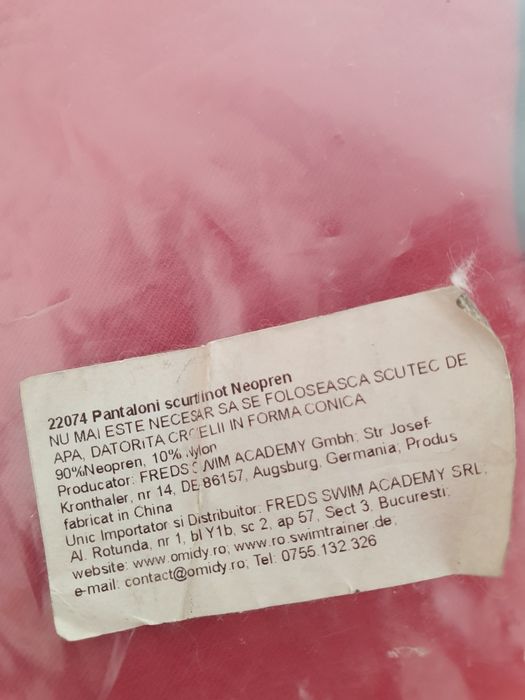 22074 Pantaloni scurti inot Neopren
NU MAI ESTE NECESAR SA SE FOLOSEASCA SCUTEC DE
APA, DATORITA CROELII IN FORMA CONICA
90%Neopren, 10% Nylon
Producator: FREDS SWIM ACADEMY Gmbh; Str Josef-
Kronthaler, nr 14, DE 86157, Augsburg, Germania; Produs
fabricat in China
Unic Importator si Distribuitor: FREDS SWIM ACADEMY SRL;
Al. Rotunda, nr 1, bl Y1b, sc 2, ap 57, Sect 3, Bucuresti;
website: www.omidy.ro; www.ro.swimtrainer.de;
e-mail: contact@omidy.ro; Tel: 0755.132.326